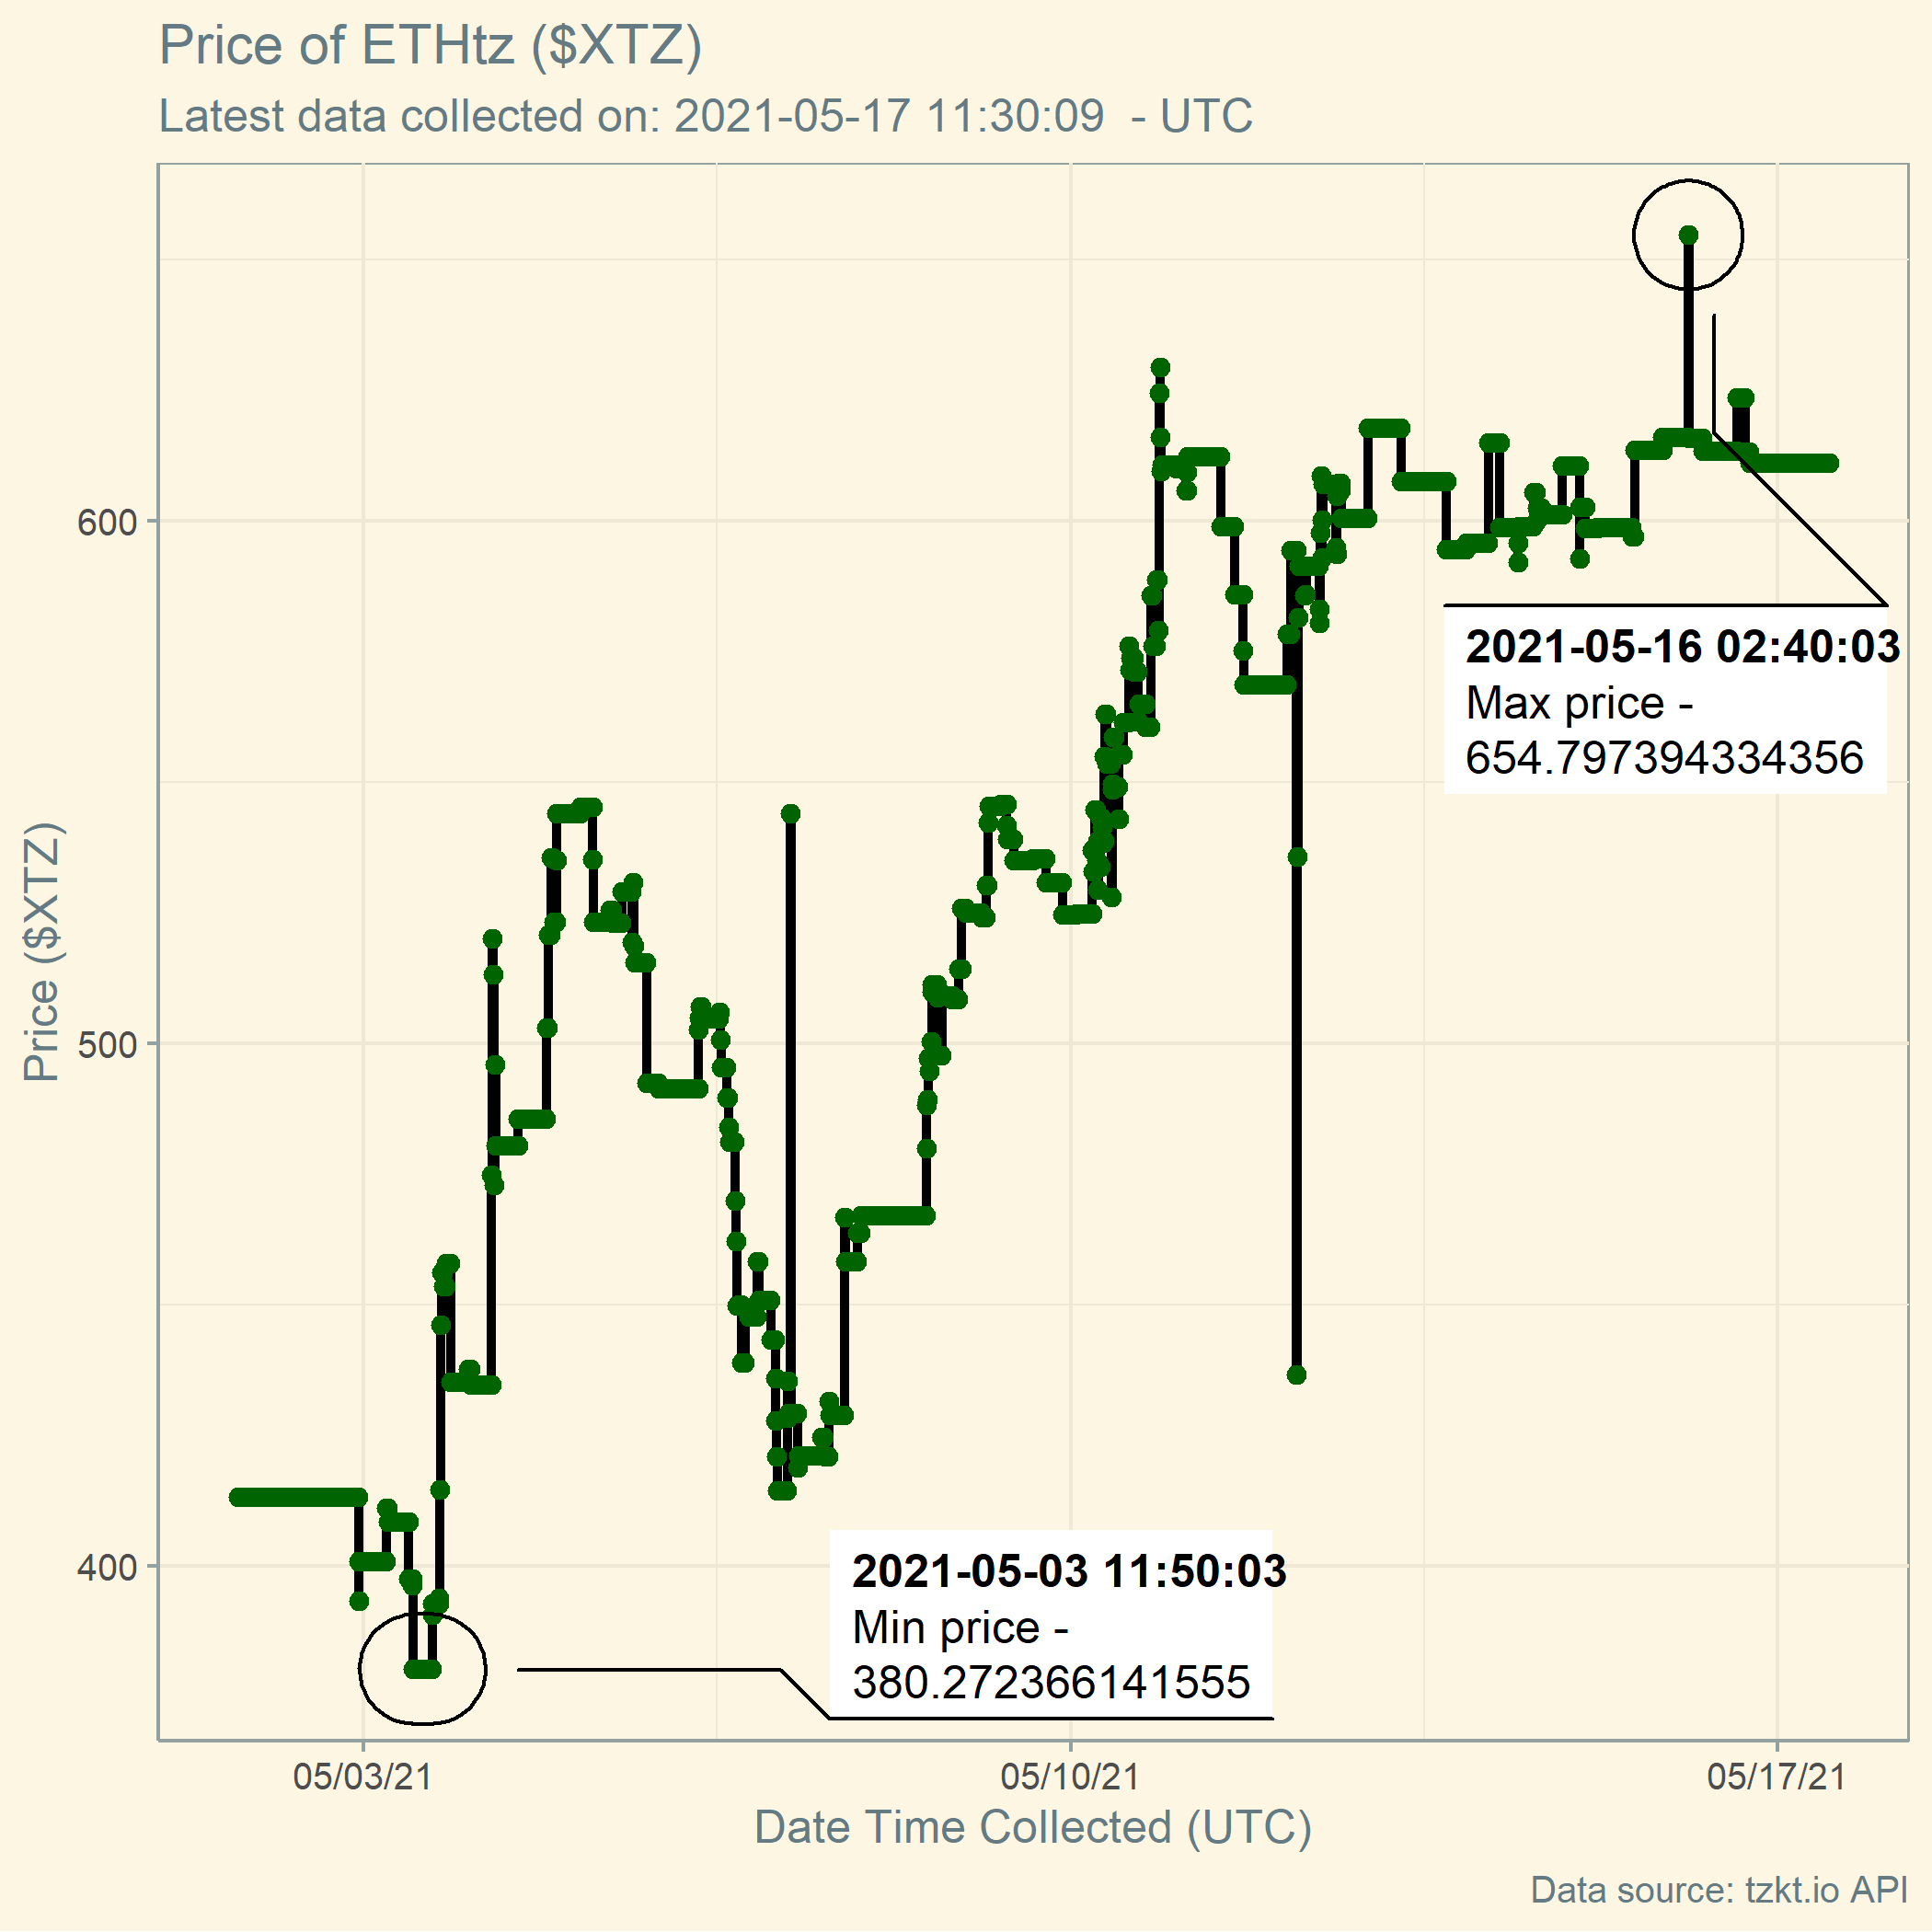 Price of ETHtz ($XTZ)
Latest data collected on: 2021-05-17 11:30:09  - UTC
Price ($XTZ)
600
500
400
2021-05-16 02:40:03
Max price -
654.797394334356
2021-05-03 11:50:03
Min price -
380.272366141555
05/03/21
05/10/21
05/17/21
Date Time Collected (UTC)
Data source: tzkt.io API